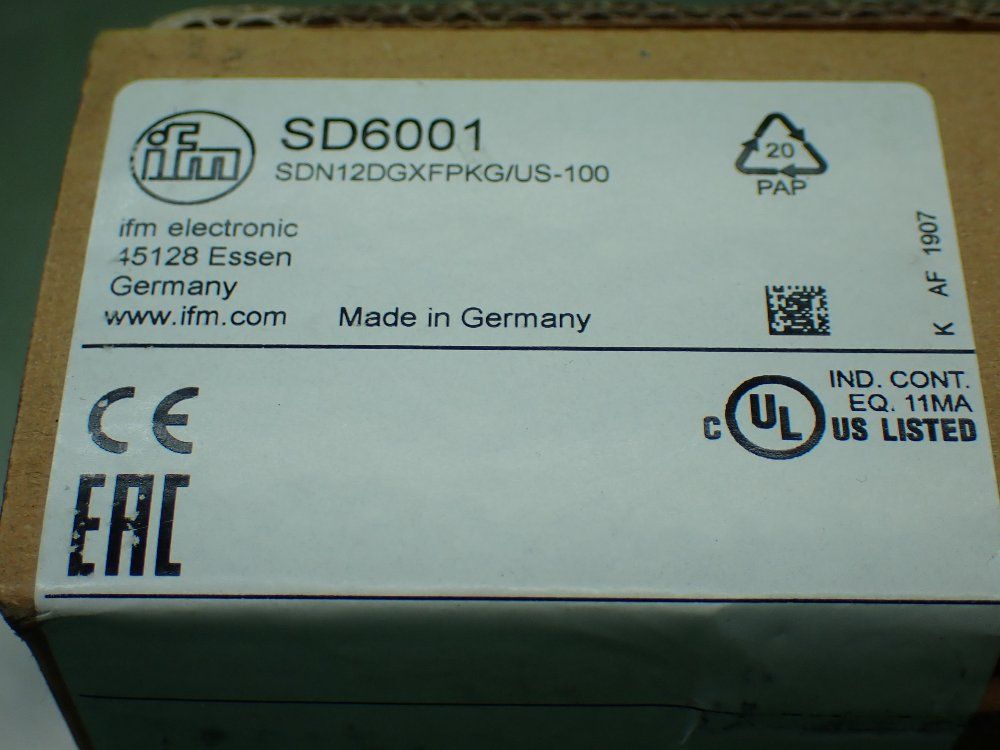 ifm
SD6001
SDN12DGXFPKG/US-100
20
PAP
ifm electronic
45128 Essen
Germany
www.ifm.com
Made in Germany
K AF 1907
CE
EAC
C UL US LISTED
IND. CONT.
EQ. 11MA